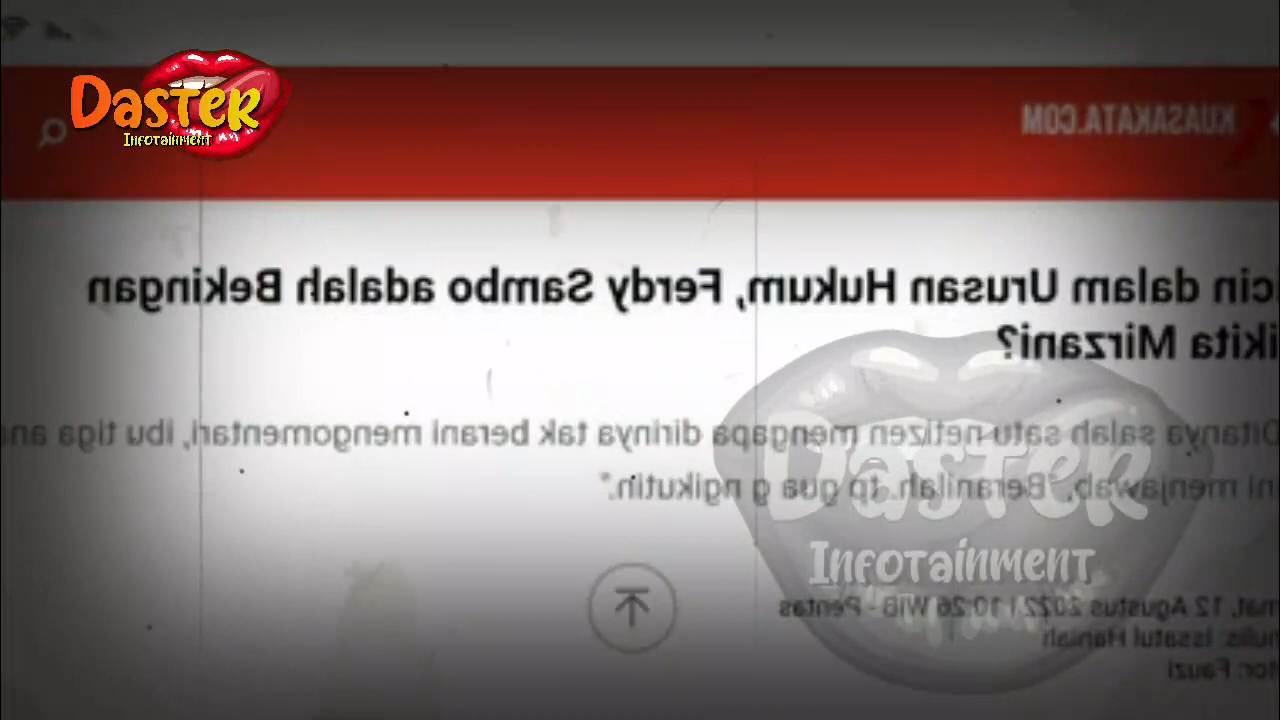 DASTER
INFOTAINMENT
KUASAKATA.COM
cin dalam Urusan Hukum, Ferdy Sambo adalah Bekingan
ikita Mirzani?
Ditanya salah satu netizen mengapa dirinya tak berani mengomentari, ibu tiga ana
ni menjawab, "Beranilah.. tp gua g ngikutin."
DASTER
INFOTAINMENT
mat, 12 Agustus 2022 | 10:26 WIB - Pentas
nulis: Issatul Haniah
tor: Fauzi